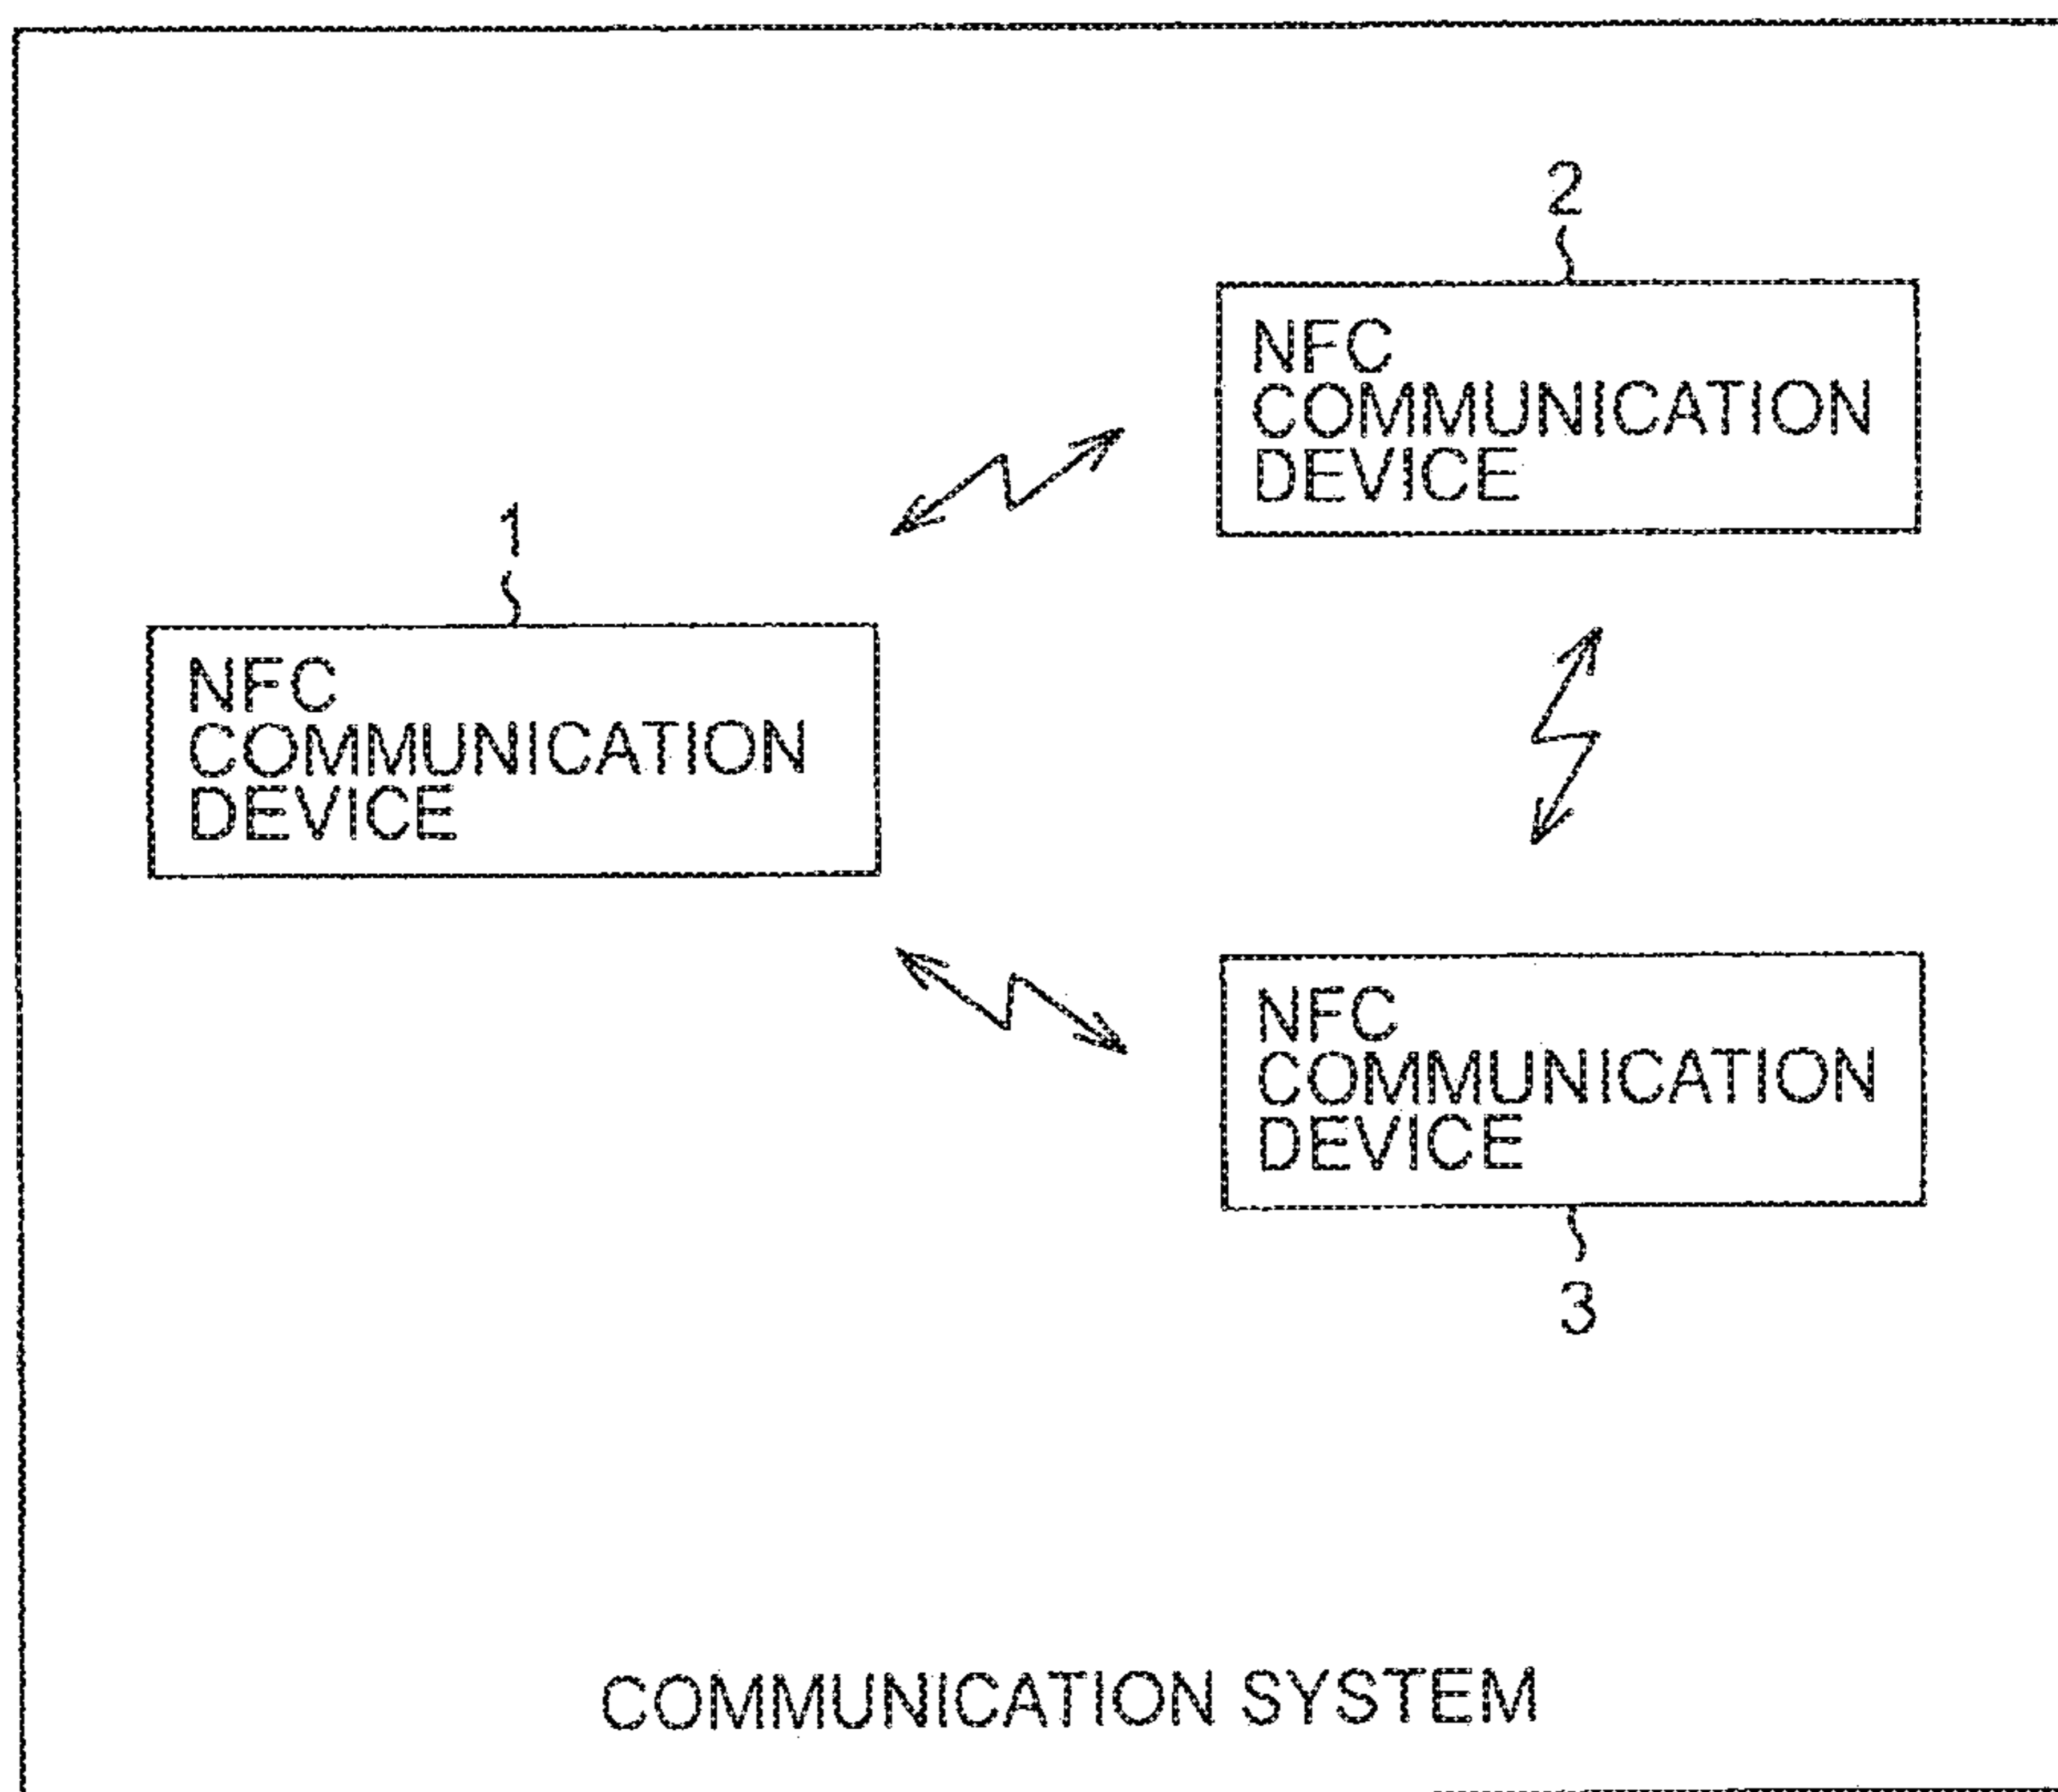 2
NFC
COMMUNICATION
DEVICE
1
NFC
COMMUNICATION
DEVICE
NFC
COMMUNICATION
DEVICE
3
COMMUNICATION SYSTEM